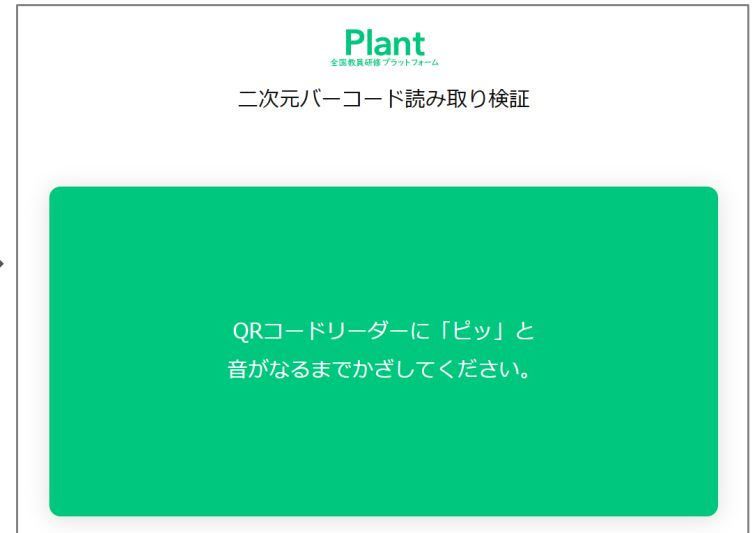 Plant
全国教員研修プラットフォーム
二次元バーコード読み取り検証
QRコードリーダーに「ピッ」と
音がなるまでかざしてください。